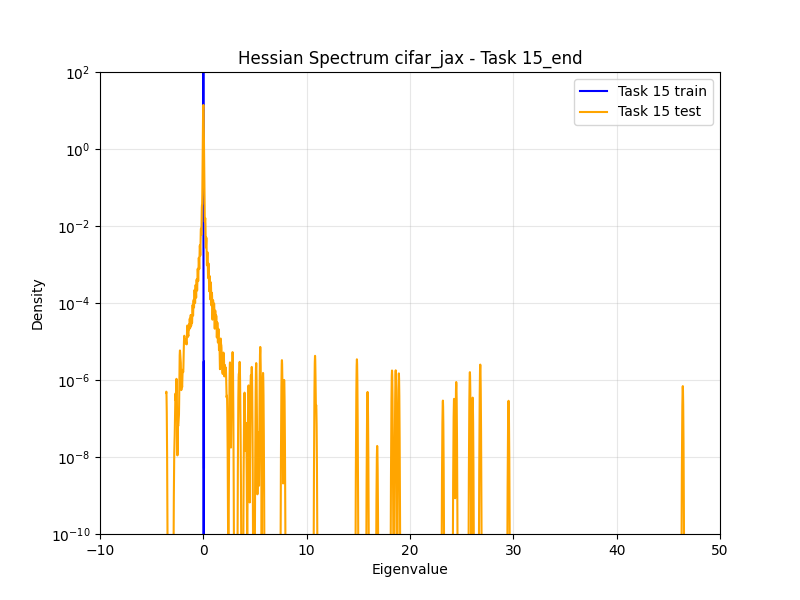 Hessian Spectrum cifar_jax - Task 15_end
Task 15 train
Task 15 test
Density
10^2
10^0
10^-2
10^-4
10^-6
10^-8
10^-10
-10 0 10 20 30 40 50
Eigenvalue